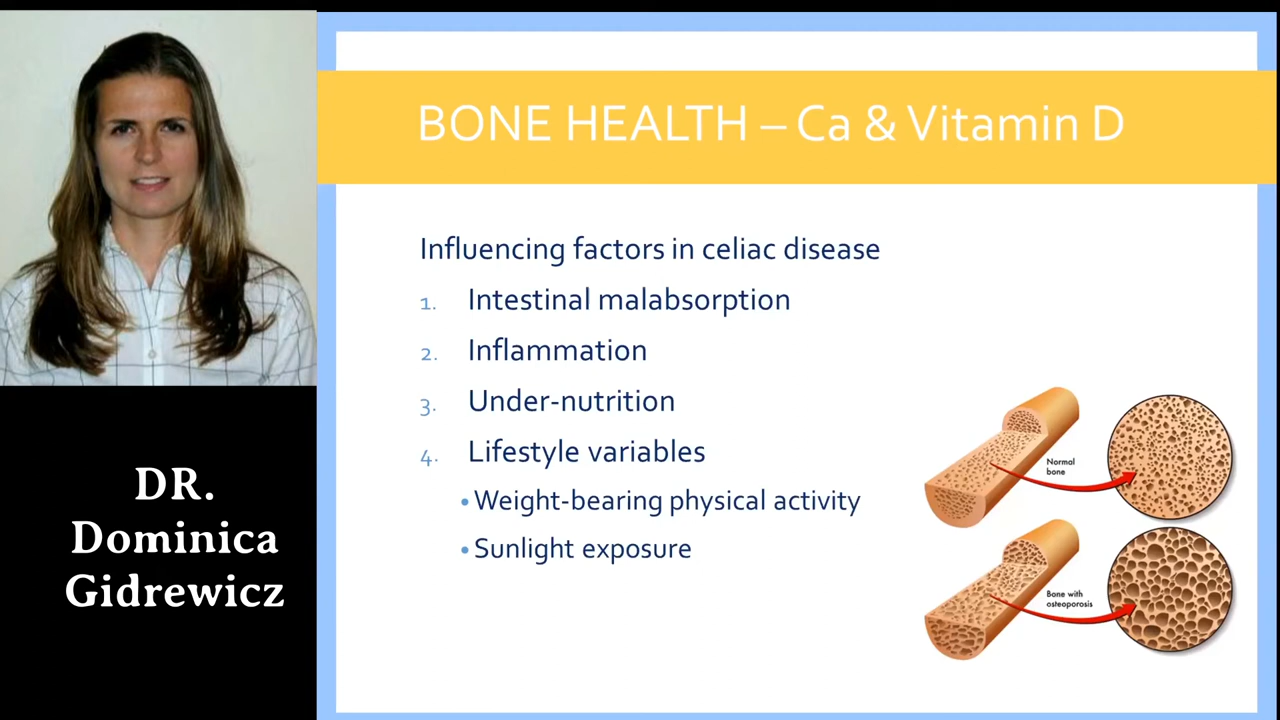 BONE HEALTH – Ca & Vitamin D
Influencing factors in celiac disease
1. Intestinal malabsorption
2. Inflammation
3. Under-nutrition
4. Lifestyle variables
• Weight-bearing physical activity
• Sunlight exposure
Normal
bone
Bone with
osteoporosis
DR.
Dominica
Gidrewicz